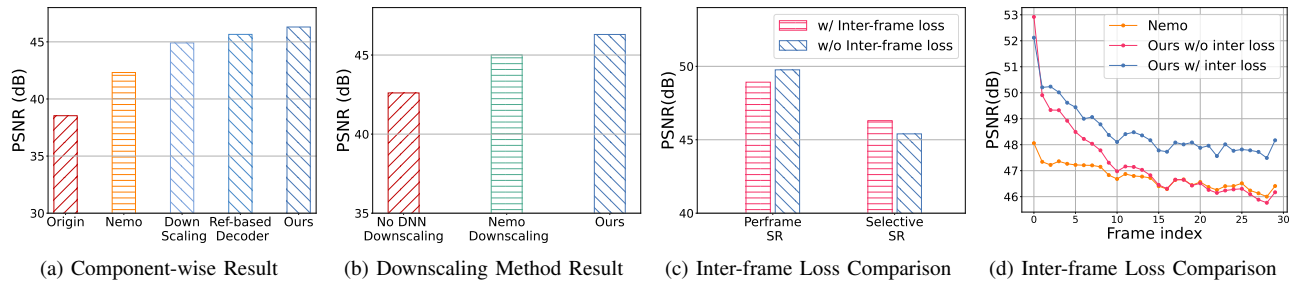 PSNR (dB)
45
40
35
30
Origin
Nemo
Down
Scaling
Ref-based
Decoder
Ours
(a) Component-wise Result
PSNR (dB)
45
40
35
No DNN
Downscaling
Nemo
Downscaling
Ours
(b) Downscaling Method Result
PSNR(dB)
50
45
40
w/ Inter-frame loss
w/o Inter-frame loss
Perframe
SR
Selective
SR
(c) Inter-frame Loss Comparison
PSNR(dB)
53
52
51
50
49
48
47
46
Nemo
Ours w/o inter loss
Ours w/ inter loss
0 5 10 15 20 25 30
Frame index
(d) Inter-frame Loss Comparison